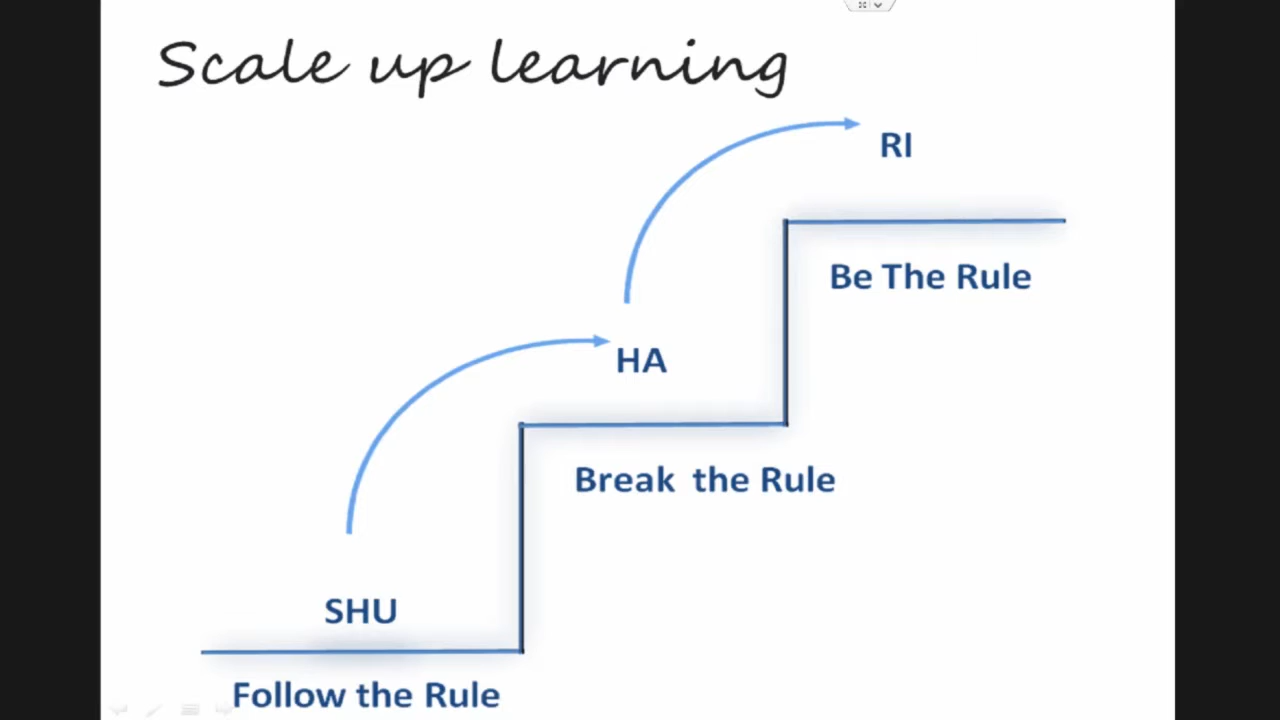 Scale up learning
RI
Be The Rule
HA
Break the Rule
SHU
Follow the Rule